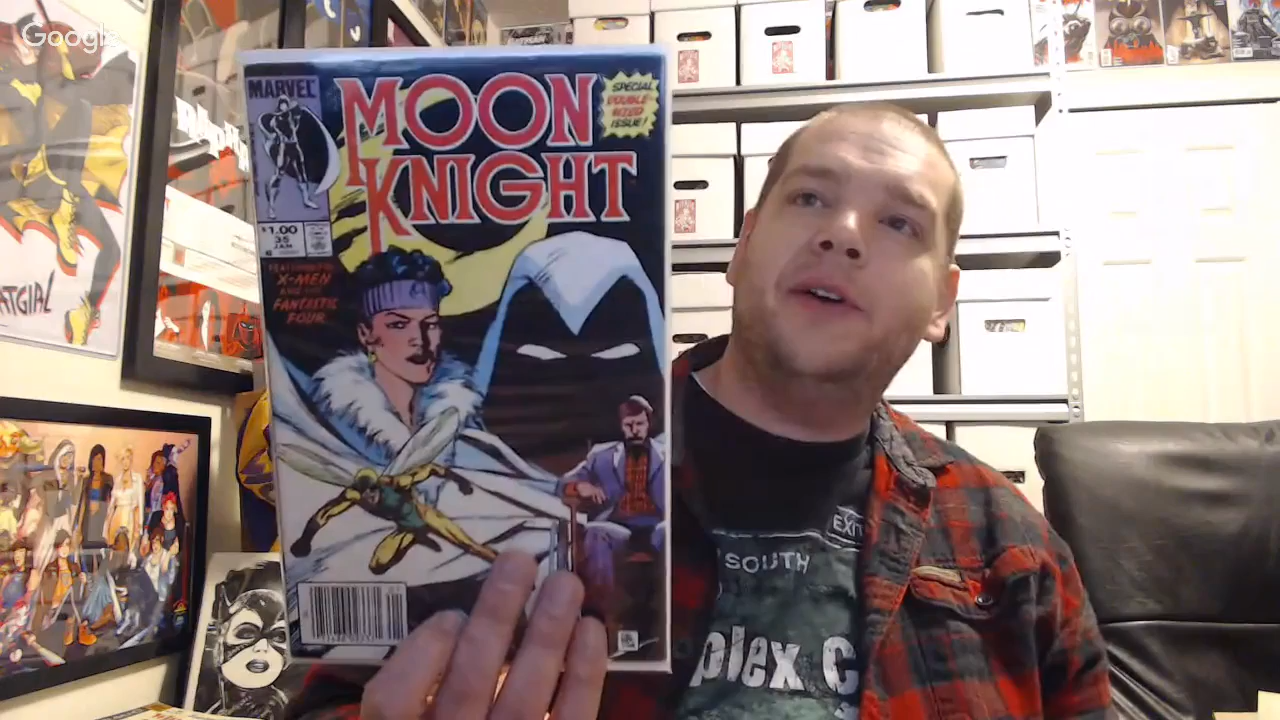 Google
MARVEL
MOON
KNIGHT
SPECIAL
DOUBLE-
SIZED
ISSUE!
$1.00
35
JAN
FEATURING THE
X-MEN
AND THE
FANTASTIC
FOUR
ATGIRL
EXIT
SOUTH
plex C